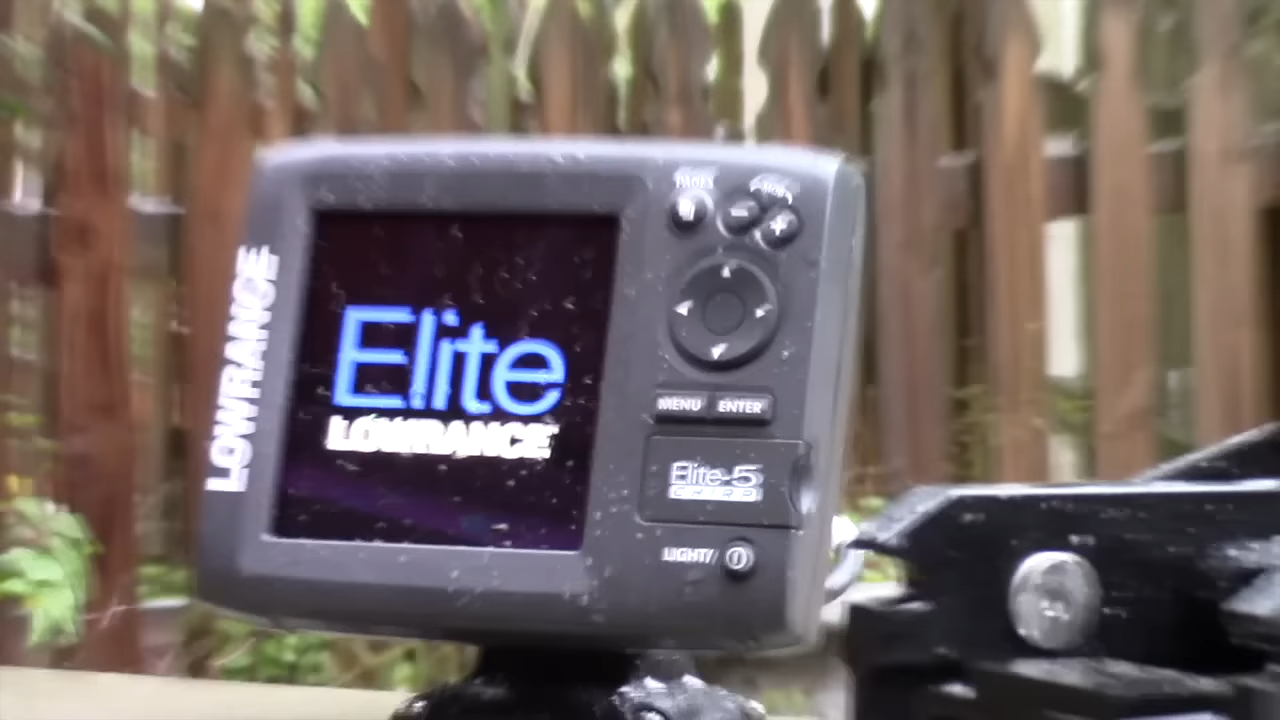 LOWRANCE
Elite
LOWRANCE
PAGES
MENU ENTER
Elite-5
CHIRP
LIGHT/